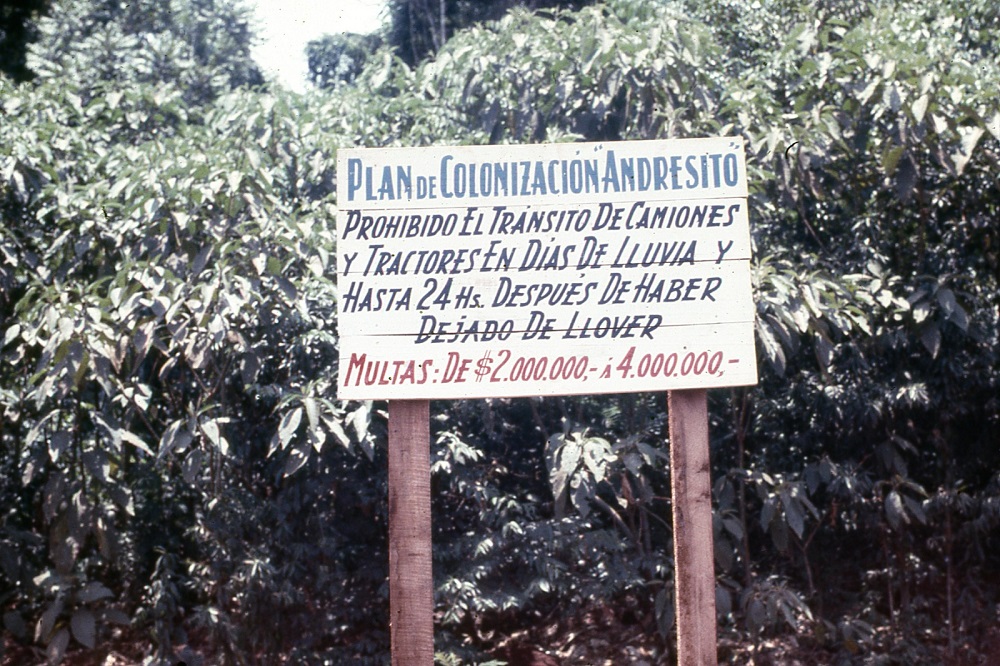 PLAN DE COLONIZACIÓN "ANDRESITO"
PROHIBIDO EL TRÁNSITO DE CAMIONES
Y TRACTORES EN DÍAS DE LLUVIA Y
HASTA 24 HS. DESPUÉS DE HABER
DEJADO DE LLOVER
MULTAS: DE $2.000.000,- Á 4.000.000,-